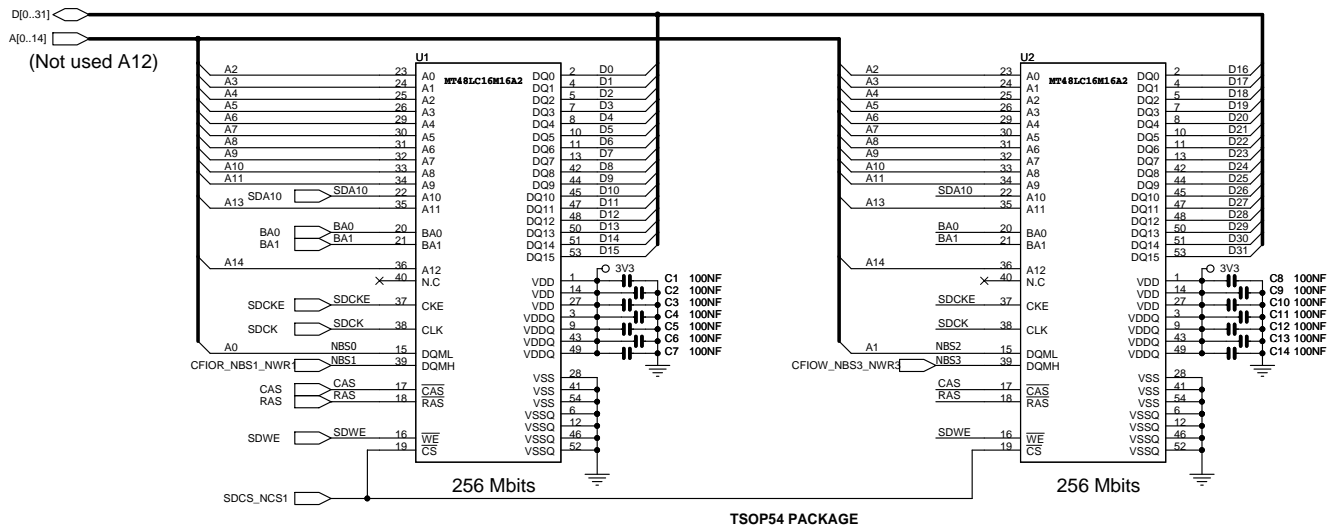 D[0..31]
A[0..14]
(Not used A12)
U1
MT48LC16M16A2
A2 23 A0 DQ0 2 D0
A3 24 A1 DQ1 4 D1
A4 25 A2 DQ2 5 D2
A5 26 A3 DQ3 7 D3
A6 29 A4 DQ4 8 D4
A7 30 A5 DQ5 10 D5
A8 31 A6 DQ6 11 D6
A9 32 A7 DQ7 13 D7
A10 33 A8 DQ8 42 D8
A11 34 A9 DQ9 44 D9
SDA10 SDA10 22 A10 DQ10 45 D10
A13 35 A11 DQ11 47 D11
DQ12 48 D12
BA0 BA0 20 BA0 DQ13 50 D13
BA1 BA1 21 BA1 DQ14 51 D14
DQ15 53 D15
A14 36 A12
40 N.C
3V3
VDD 1 C1 100NF
VDD 14 C2 100NF
SDCKE SDCKE 37 CKE VDD 27 C3 100NF
VDDQ 3 C4 100NF
SDCK SDCK 38 CLK VDDQ 9 C5 100NF
VDDQ 43 C6 100NF
A0 NBS0 15 DQML VDDQ 49 C7 100NF
CFIOR_NBS1_NWR1 NBS1 39 DQMH
VSS 28
CAS CAS 17 CAS VSS 41
RAS RAS 18 RAS VSS 54
VSSQ 6
VSSQ 12
SDWE SDWE 16 WE VSSQ 46
19 CS VSSQ 52
SDCS_NCS1
256 Mbits
U2
MT48LC16M16A2
A2 23 A0 DQ0 2 D16
A3 24 A1 DQ1 4 D17
A4 25 A2 DQ2 5 D18
A5 26 A3 DQ3 7 D19
A6 29 A4 DQ4 8 D20
A7 30 A5 DQ5 10 D21
A8 31 A6 DQ6 11 D22
A9 32 A7 DQ7 13 D23
A10 33 A8 DQ8 42 D24
A11 34 A9 DQ9 44 D25
SDA10 22 A10 DQ10 45 D26
A13 35 A11 DQ11 47 D27
DQ12 48 D28
BA0 20 BA0 DQ13 50 D29
BA1 21 BA1 DQ14 51 D30
DQ15 53 D31
A14 36 A12
40 N.C
3V3
VDD 1 C8 100NF
VDD 14 C9 100NF
SDCKE 37 CKE VDD 27 C10 100NF
VDDQ 3 C11 100NF
SDCK 38 CLK VDDQ 9 C12 100NF
VDDQ 43 C13 100NF
A1 NBS2 15 DQML VDDQ 49 C14 100NF
CFIOW_NBS3_NWR3 NBS3 39 DQMH
VSS 28
CAS 17 CAS VSS 41
RAS 18 RAS VSS 54
VSSQ 6
VSSQ 12
SDWE 16 WE VSSQ 46
19 CS VSSQ 52
256 Mbits
TSOP54 PACKAGE